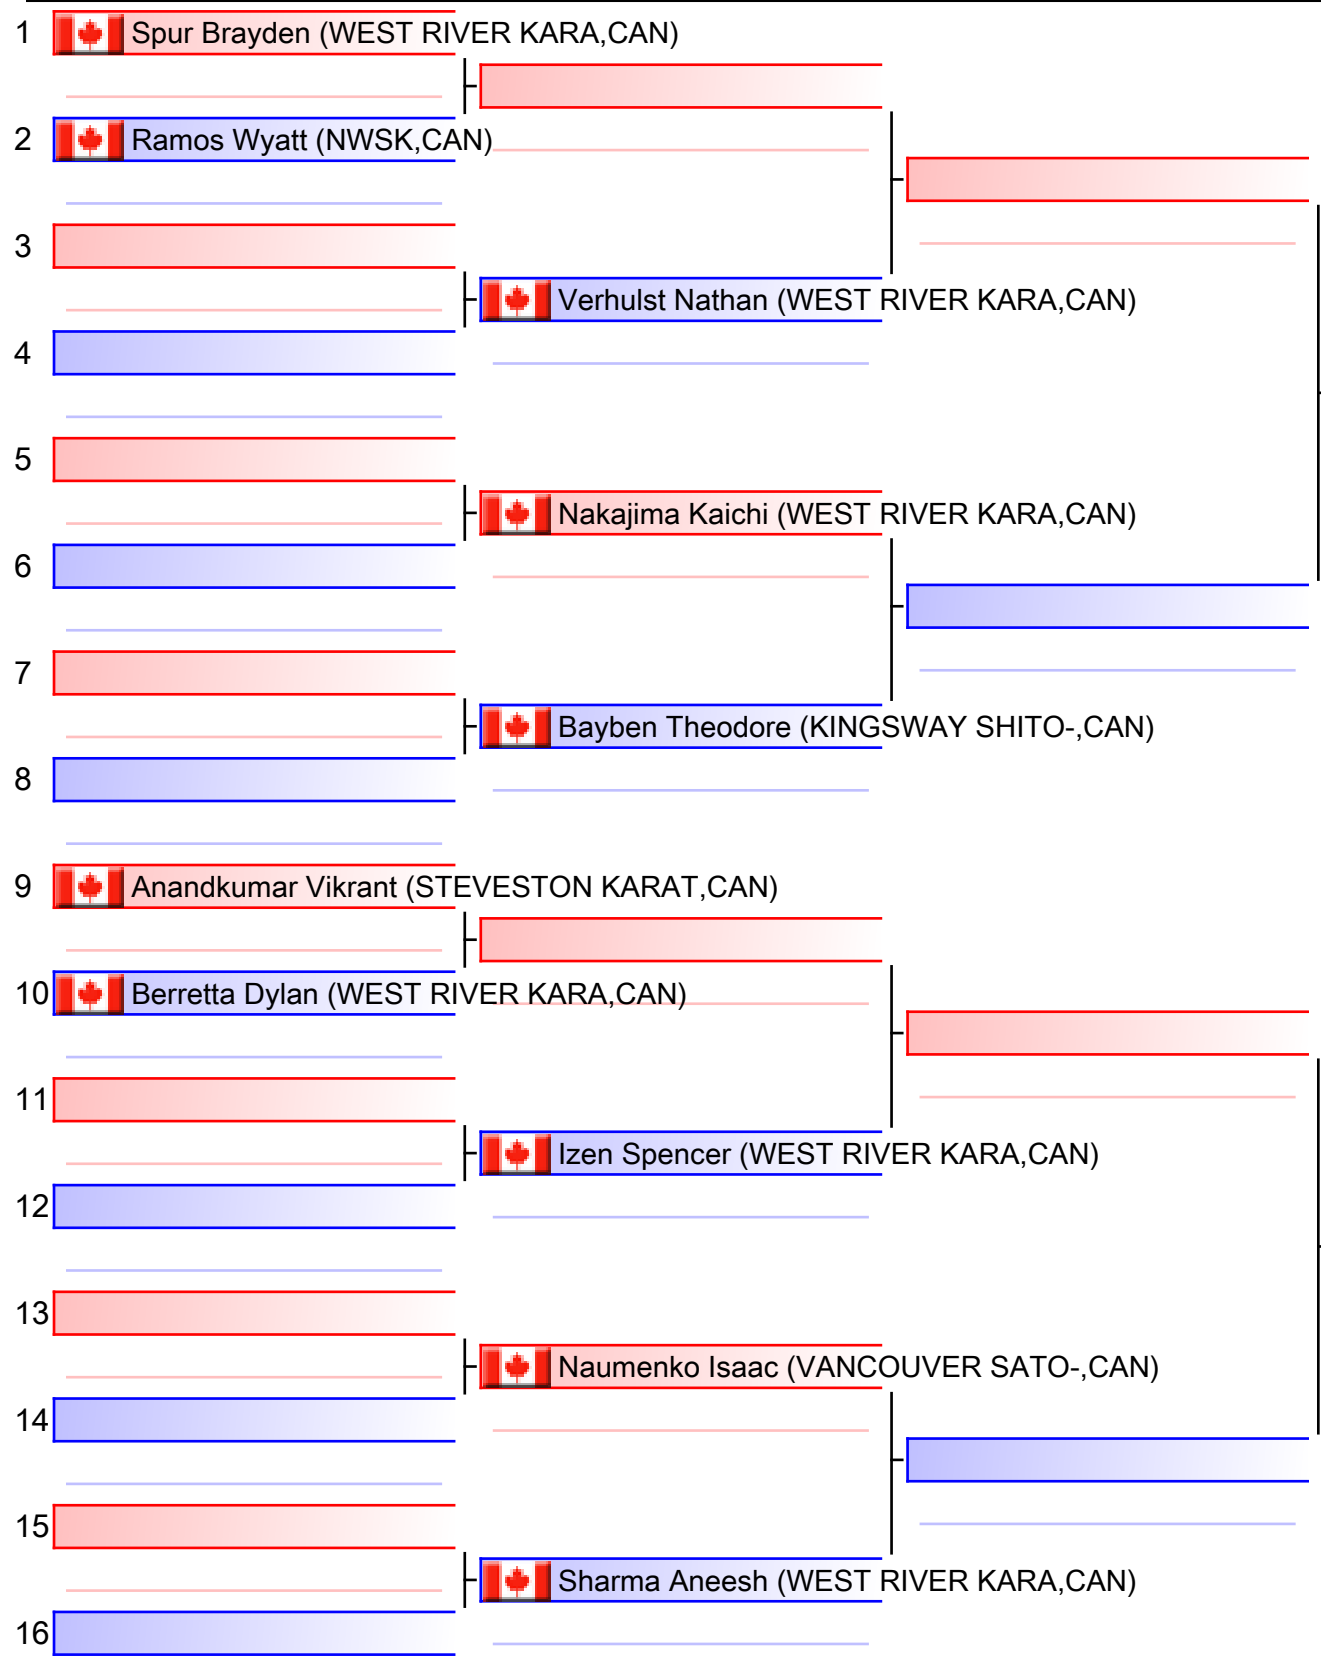 1 Spur Brayden (WEST RIVER KARA,CAN)
2 Ramos Wyatt (NWSK,CAN)
3
Verhulst Nathan (WEST RIVER KARA,CAN)
4
5
Nakajima Kaichi (WEST RIVER KARA,CAN)
6
7
Bayben Theodore (KINGSWAY SHITO-,CAN)
8
9 Anandkumar Vikrant (STEVESTON KARAT,CAN)
10 Berretta Dylan (WEST RIVER KARA,CAN)
11
Izen Spencer (WEST RIVER KARA,CAN)
12
13
Naumenko Isaac (VANCOUVER SATO-,CAN)
14
15
Sharma Aneesh (WEST RIVER KARA,CAN)
16